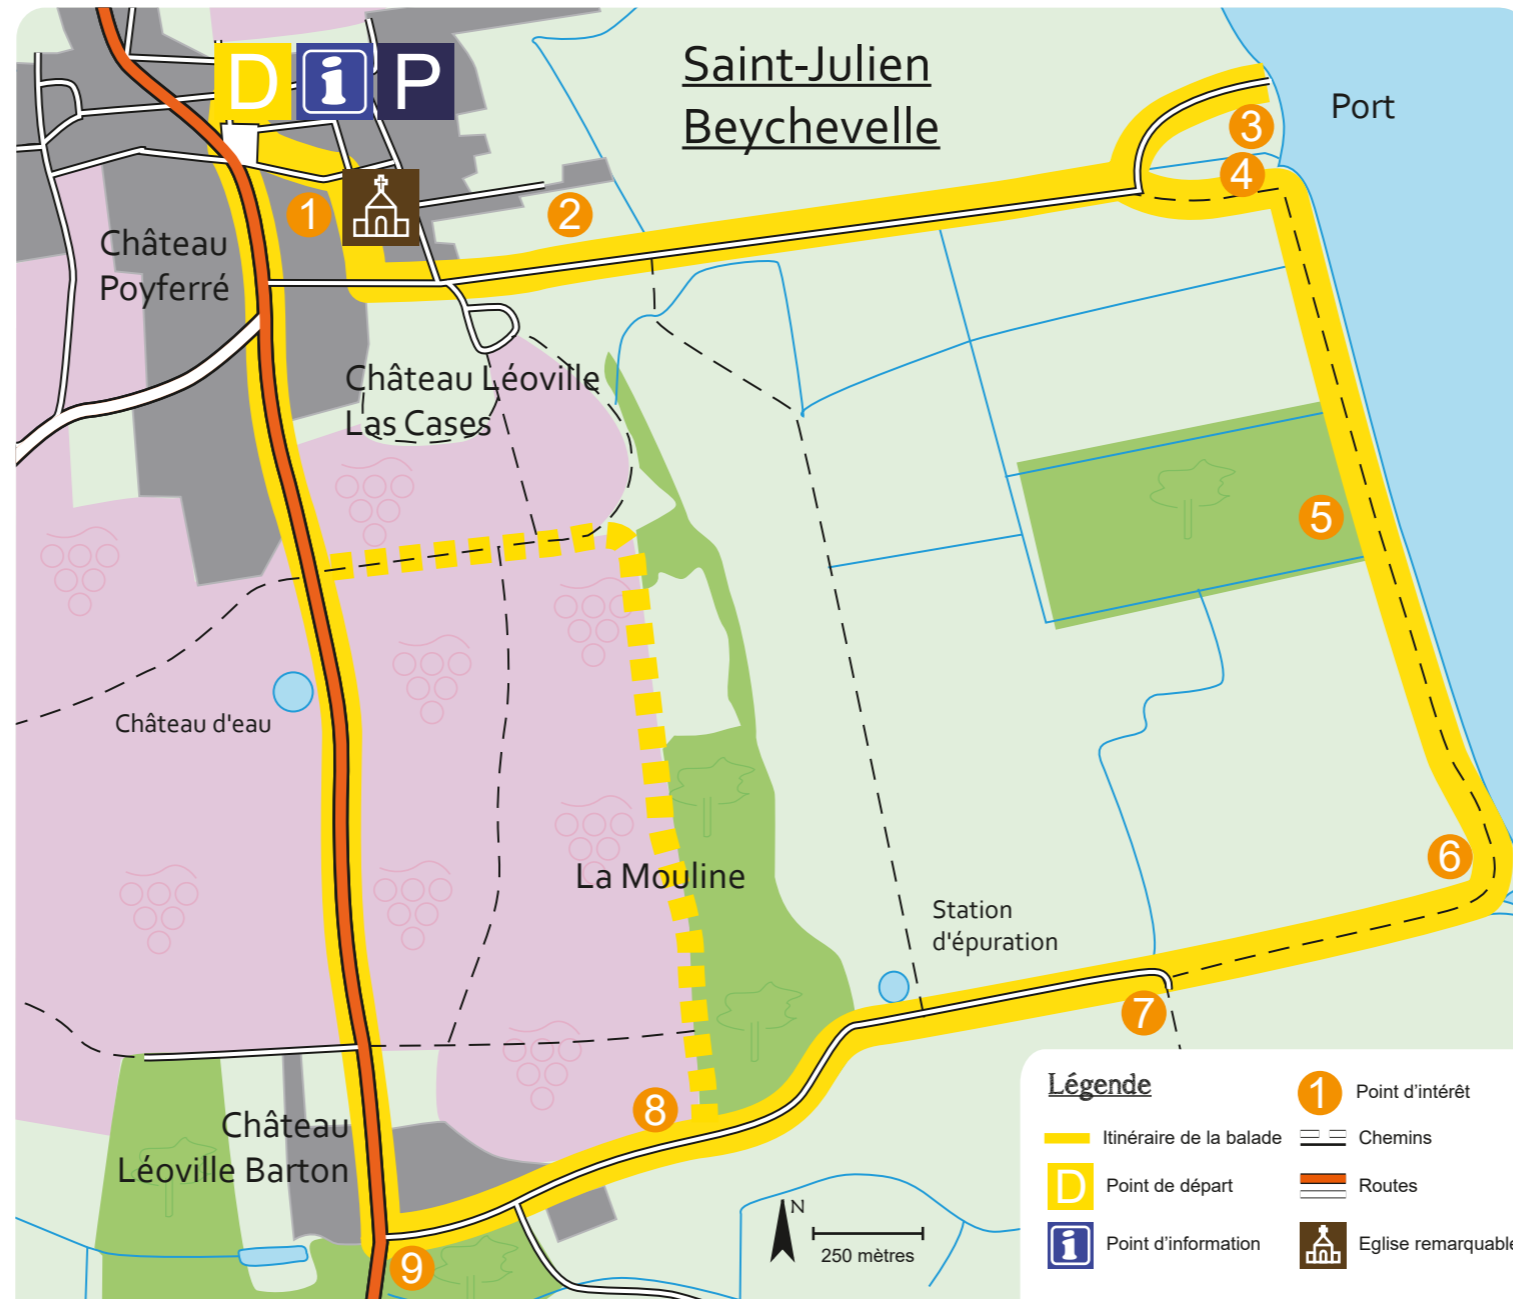 D
i
P
Saint-Julien
Beychevelle
Port
3
4
1
2
Château
Poyferré
Château Léoville
Las Cases
5
Château d'eau
6
La Mouline
Station
d'épuration
7
8
Château
Léoville Barton
9
N
250 mètres
Légende
1 Point d'intérêt
Itinéraire de la balade
Chemins
D Point de départ
Routes
i Point d'information
Eglise remarquable